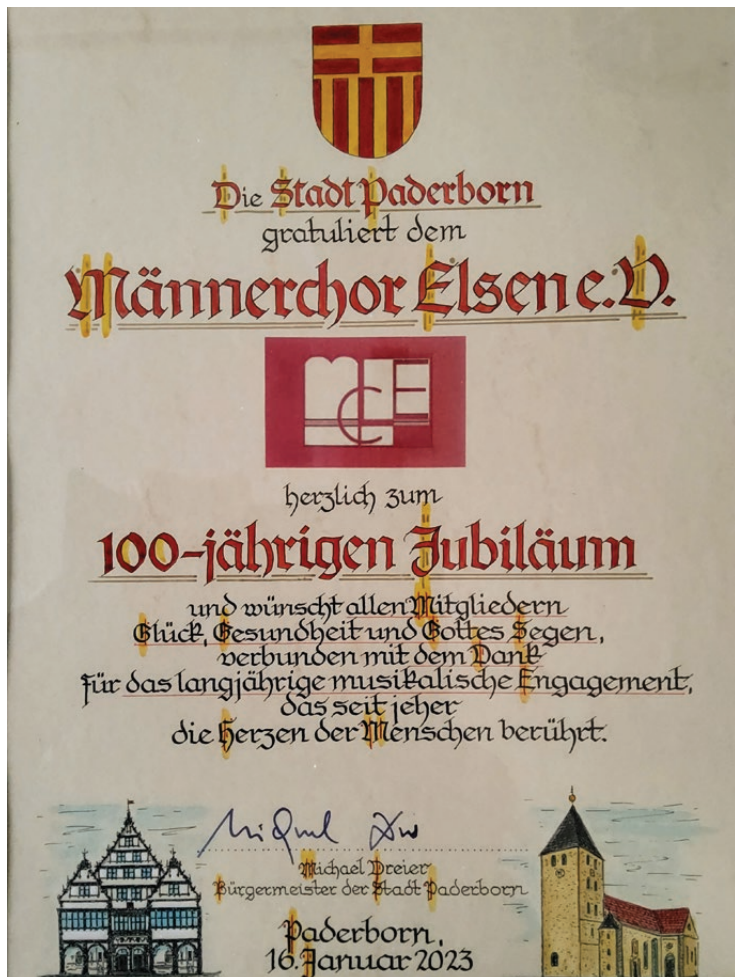 Die Stadt Paderborn
gratuliert dem
Männerchor Elsen e.V.
MCE
herzlich zum
100-jährigen Jubiläum
und wünscht allen Mitgliedern
Glück, Gesundheit und Gottes Segen,
verbunden mit dem Dank
für das langjährige musikalische Engagement,
das seit jeher
die Herzen der Menschen berührt.
Michael Dreier
Bürgermeister der Stadt Paderborn
Paderborn,
16. Januar 2023